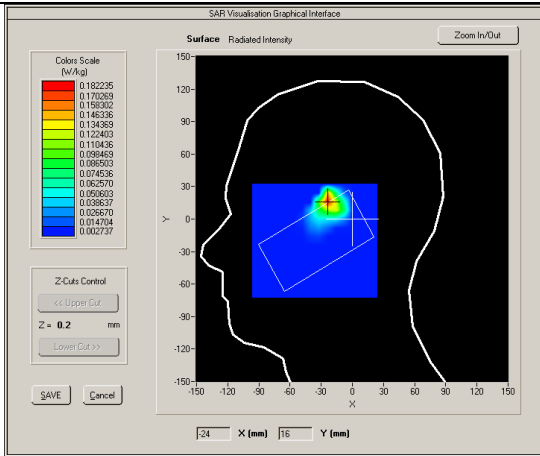 SAR Visualisation Graphical Interface
Surface Radiated Intensity
Zoom In/Out
Colors Scale
(W/kg)
0.182235
0.170269
0.158302
0.146336
0.134369
0.122403
0.110436
0.098469
0.086503
0.074536
0.062570
0.050603
0.038637
0.026670
0.014704
0.002737
Z-Cuts Control
<< Upper Cut
Z = 0.2 mm
Lower Cut >>
SAVE Cancel
150
120
90
60
30
0
-30
-60
-90
-120
-150
Y
-150 -120 -90 -60 -30 0 30 60 90 120 150
X
-24 X (mm) 16 Y (mm)